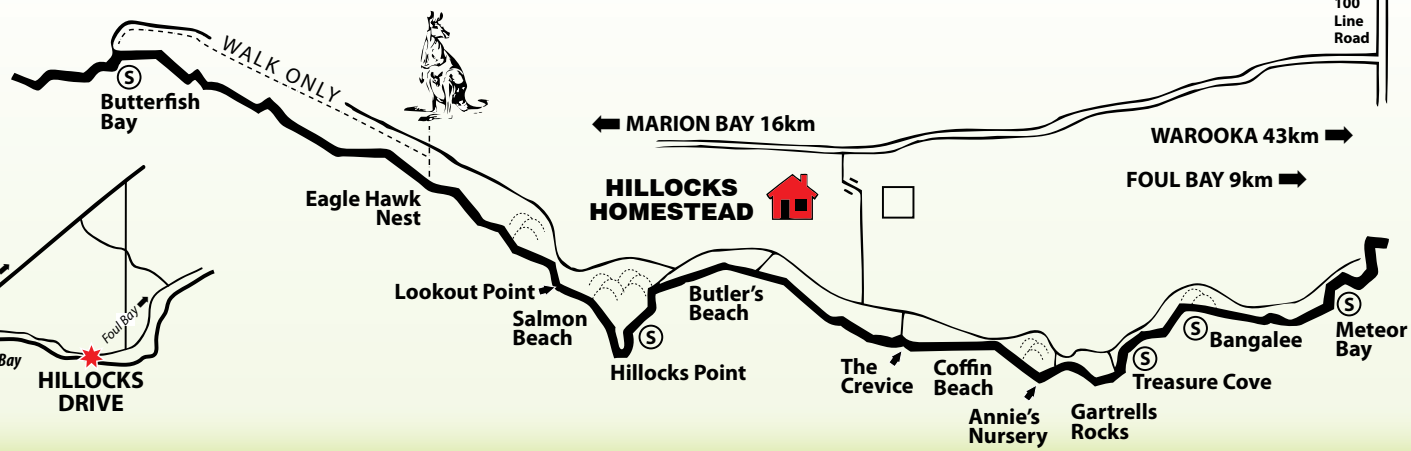 100
Line
Road
WALK ONLY
S
Butterfish
Bay
MARION BAY 16km
WAROOKA 43km
FOUL BAY 9km
HILLOCKS
HOMESTEAD
Eagle Hawk
Nest
Lookout Point
Salmon
Beach
S
Hillocks Point
Butler's
Beach
The
Crevice
Coffin
Beach
Annie's
Nursery
Gartrells
Rocks
S
Treasure Cove
S
Bangalee
S
Meteor
Bay
Foul Bay
Bay
HILLOCKS
DRIVE